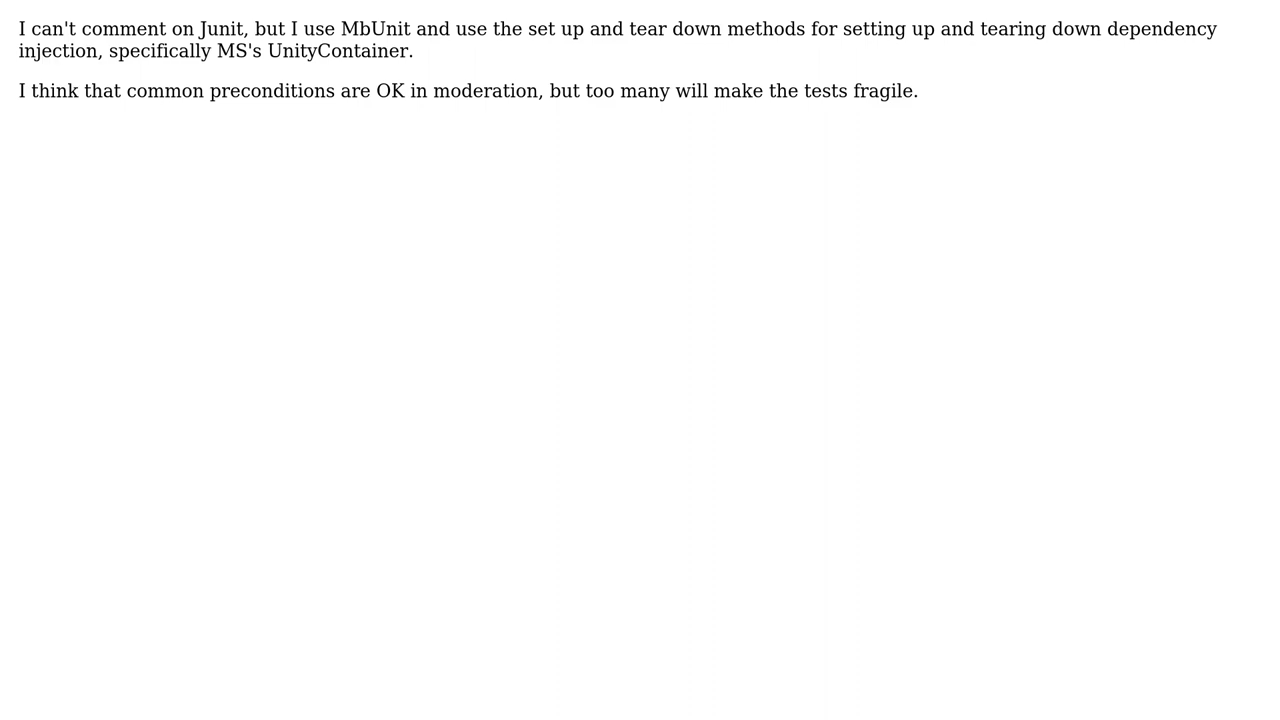 I can't comment on Junit, but I use MbUnit and use the set up and tear down methods for setting up and tearing down dependency
injection, specifically MS's UnityContainer.
I think that common preconditions are OK in moderation, but too many will make the tests fragile.